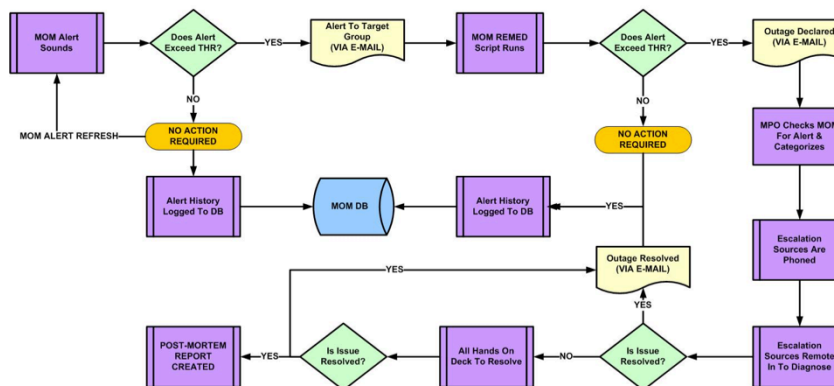 MOM Alert
Sounds
Does Alert
Exceed THR?
YES
Alert To Target
Group
(VIA E-MAIL)
MOM REMED
Script Runs
Does Alert
Exceed THR?
YES
Outage Declared
(VIA E-MAIL)
NO
NO
MOM ALERT REFRESH
NO ACTION
REQUIRED
NO ACTION
REQUIRED
MPO Checks MOM
For Alert &
Categorizes
Alert History
Logged To DB
MOM DB
Alert History
Logged To DB
YES
Escalation
Sources Are
Phoned
YES
Outage Resolved
(VIA E-MAIL)
YES
POST-MORTEM
REPORT
CREATED
YES
Is Issue
Resolved?
All Hands On
Deck To Resolve
NO
Is Issue
Resolved?
Escalation
Sources Remote
In To Diagnose